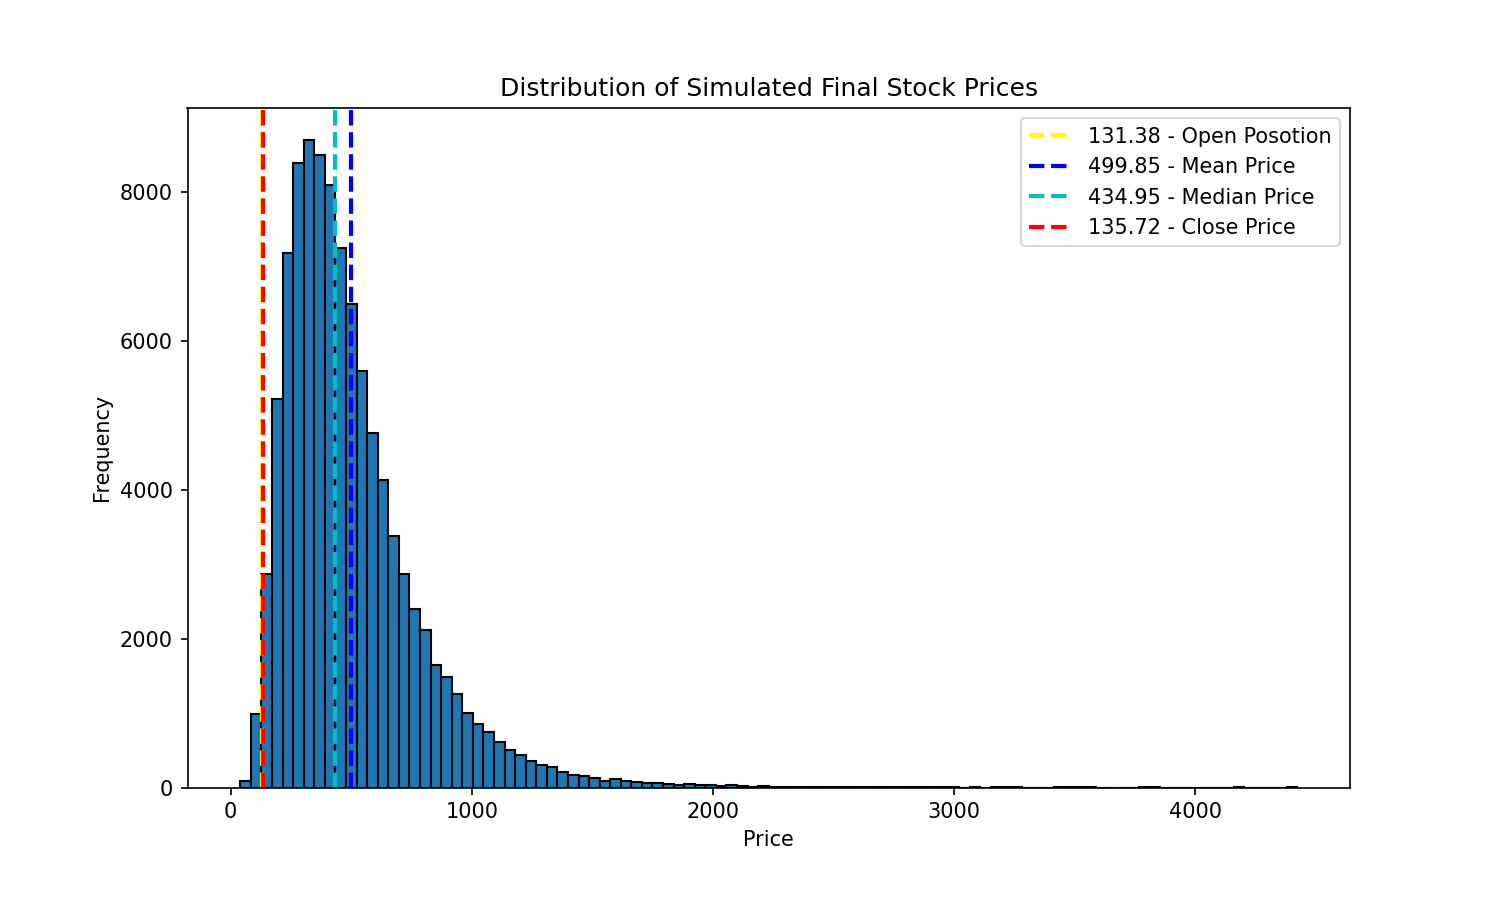 Distribution of Simulated Final Stock Prices
131.38 - Open Posotion
499.85 - Mean Price
434.95 - Median Price
135.72 - Close Price
8000
6000
4000
2000
0
Frequency
0 1000 2000 3000 4000
Price